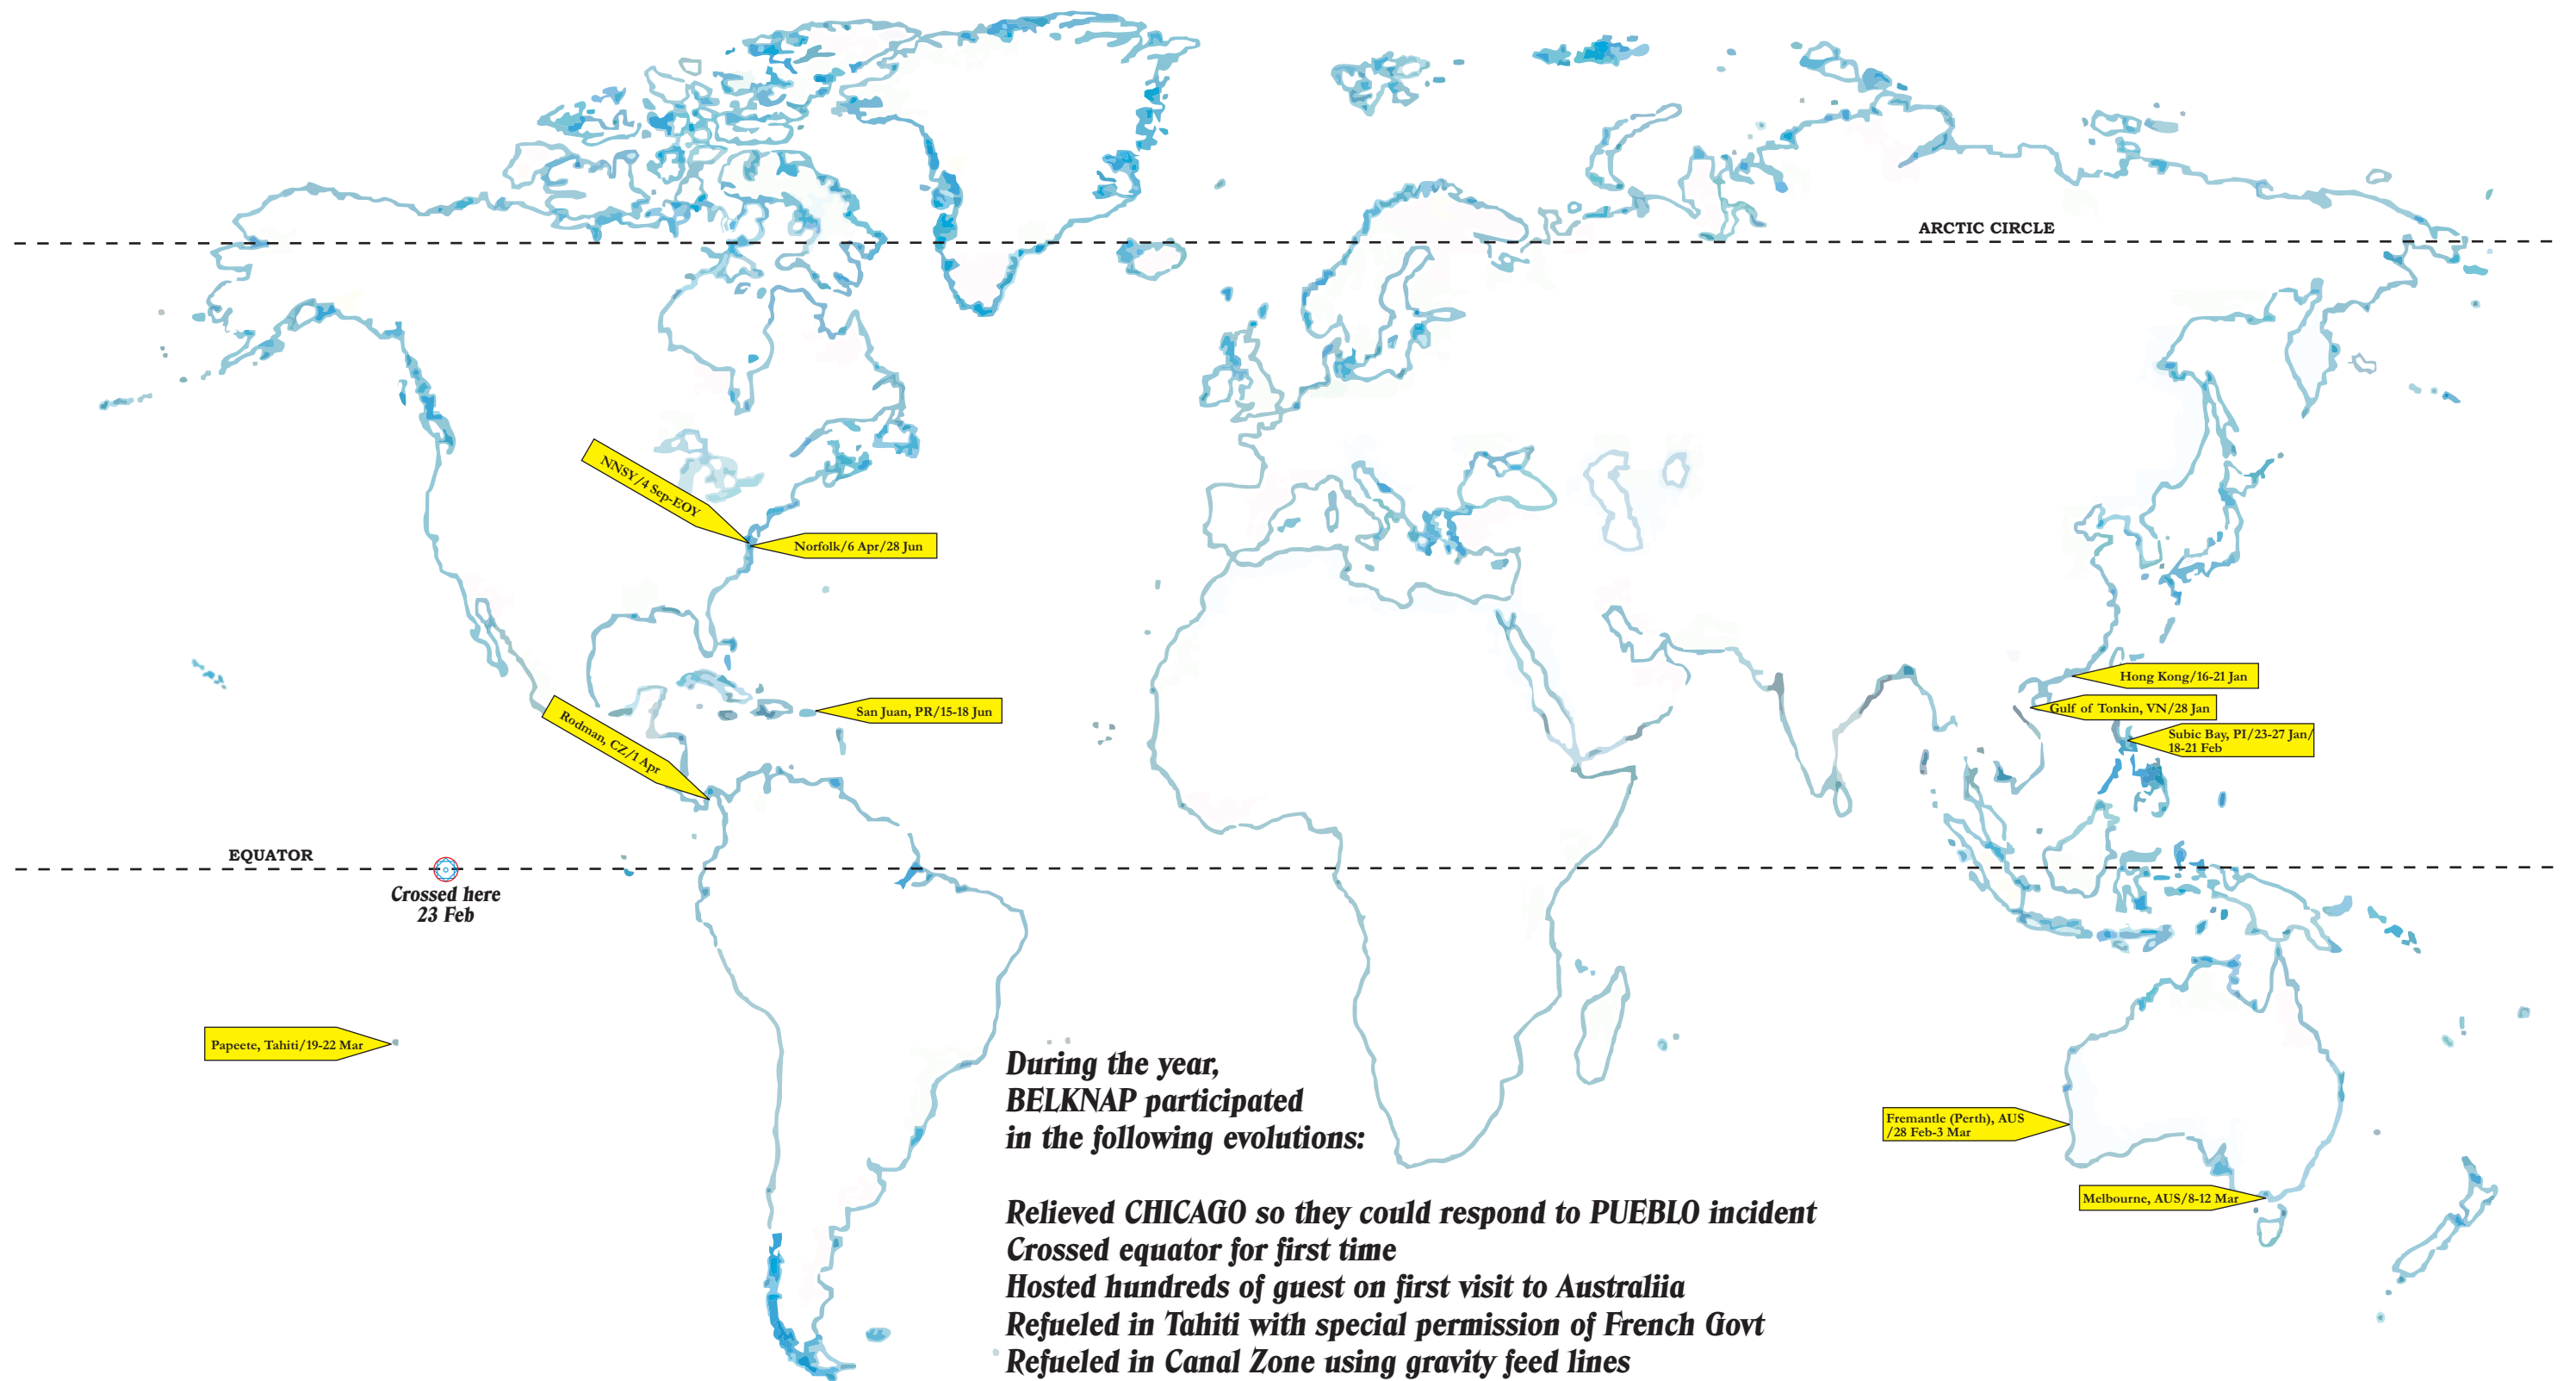 ARCTIC CIRCLE
NNSY/4 Sep-EOY
Norfolk/6 Apr/28 Jun
Hong Kong/16-21 Jan
Gulf of Tonkin, VN/28 Jan
San Juan, PR/15-18 Jun
Rodman, CZ/1 Apr
Subic Bay, PI/23-27 Jan/
18-21 Feb
EQUATOR
Crossed here
23 Feb
Papeete, Tahiti/19-22 Mar
Fremantle (Perth), AUS
/28 Feb-3 Mar
Melbourne, AUS/8-12 Mar
During the year,
BELKNAP participated
in the following evolutions:
Relieved CHICAGO so they could respond to PUEBLO incident
Crossed equator for first time
Hosted hundreds of guest on first visit to Australiia
Refueled in Tahiti with special permission of French Govt
Refueled in Canal Zone using gravity feed lines